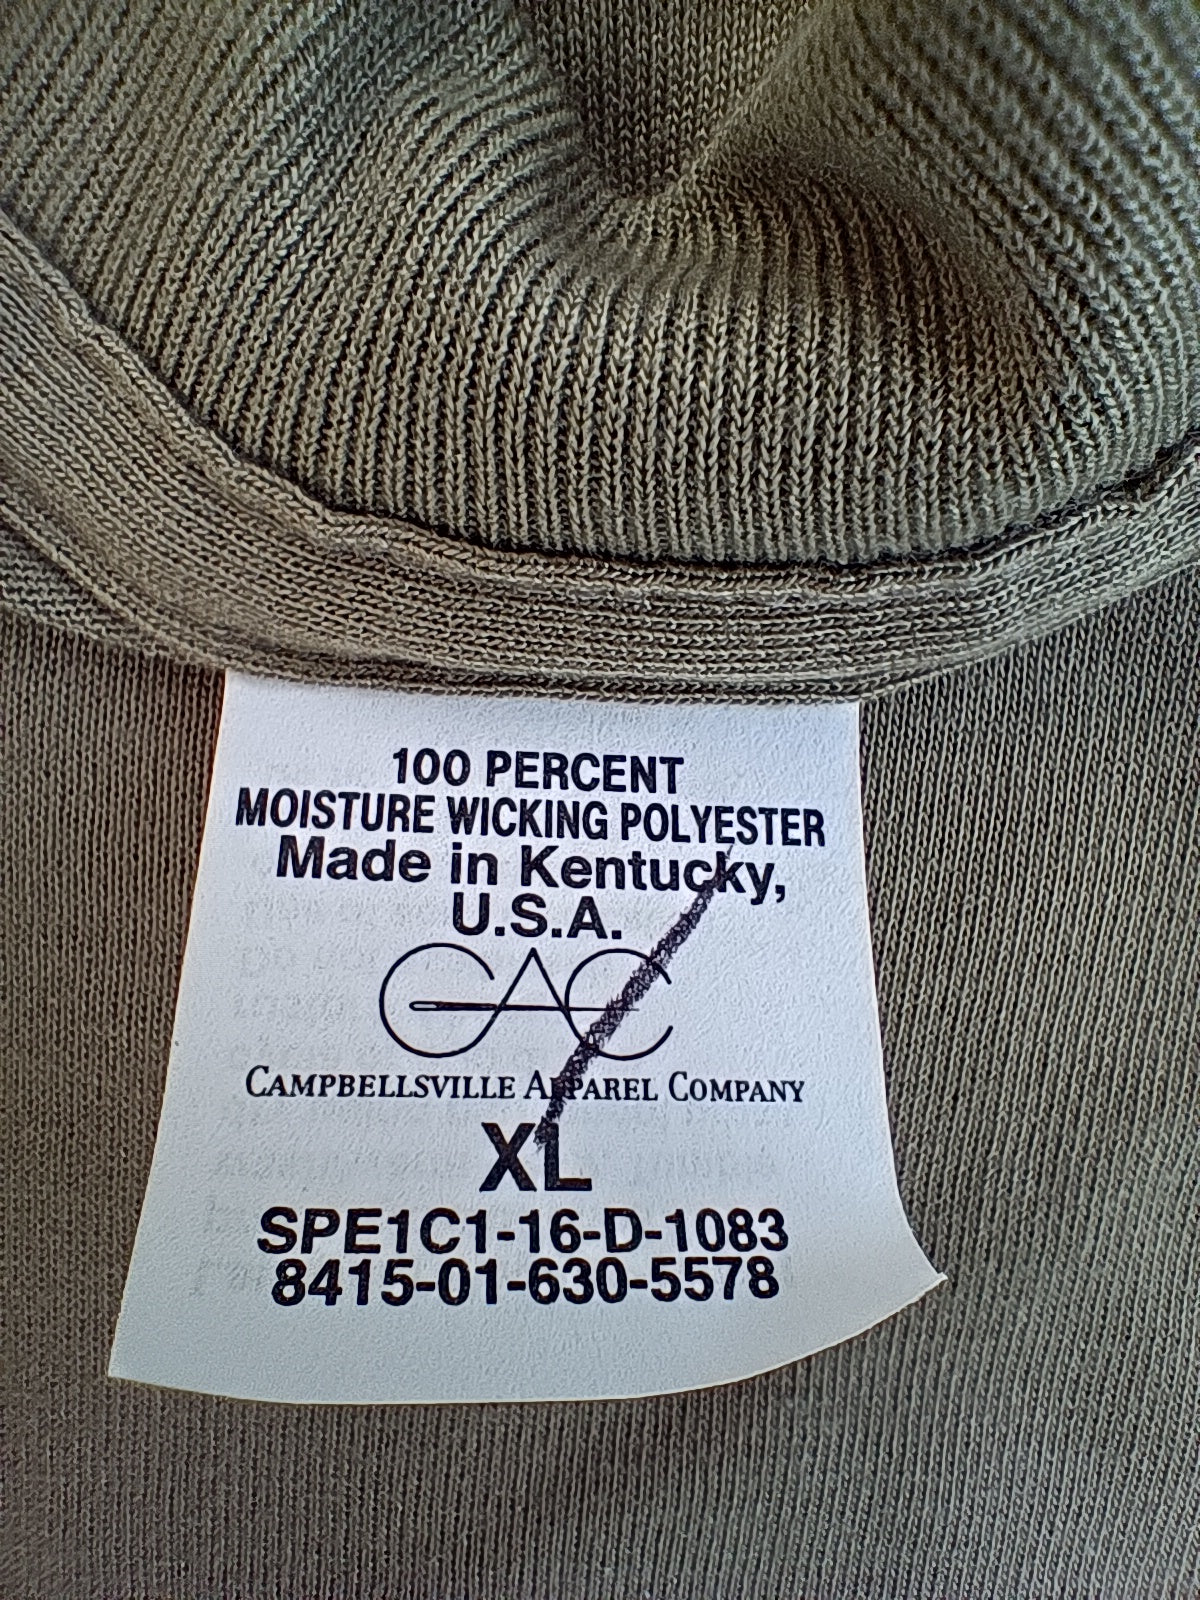 100 PERCENT
MOISTURE WICKING POLYESTER
Made in Kentucky,
U.S.A.
CAC
CAMPBELLSVILLE APPAREL COMPANY
XL
SPE1C1-16-D-1083
8415-01-630-5578